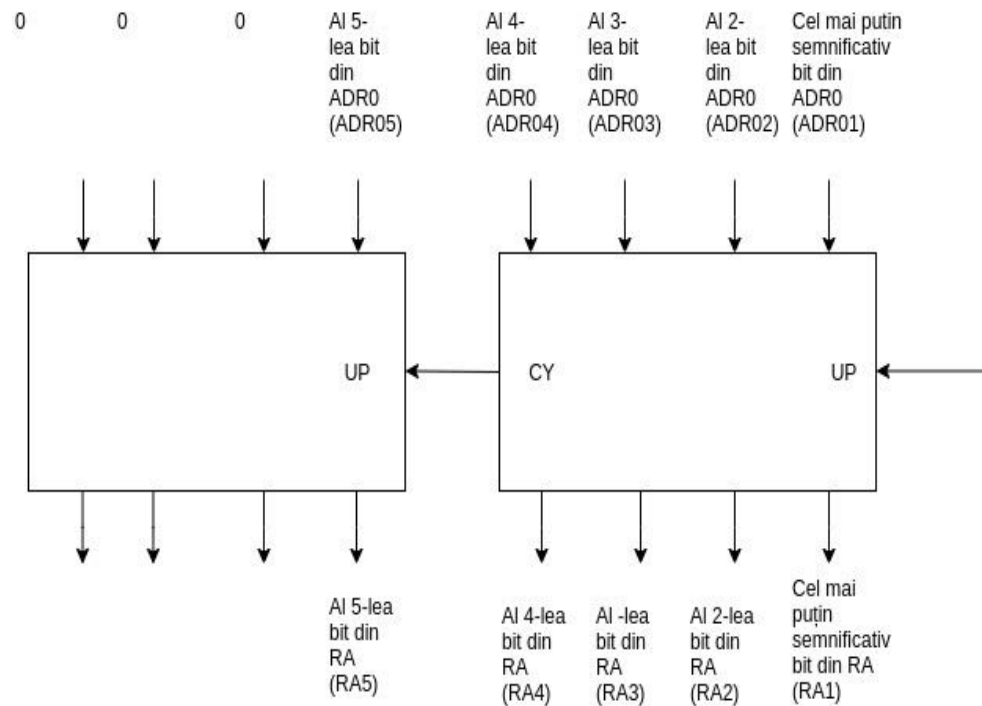 0
0
0
Al 5-
lea bit
din
ADR0
(ADR05)
Al 4-
lea bit
din
ADR0
(ADR04)
Al 3-
lea bit
din
ADR0
(ADR03)
Al 2-
lea bit
din
ADR0
(ADR02)
Cel mai putin
semnificativ
bit din
ADR0
(ADR01)
UP
CY
UP
Al 5-lea
bit din
RA
(RA5)
Al 4-lea
bit din
RA
(RA4)
Al -lea
bit din
RA
(RA3)
Al 2-lea
bit din
RA
(RA2)
Cel mai
puțin
semnificativ
bit din RA
(RA1)